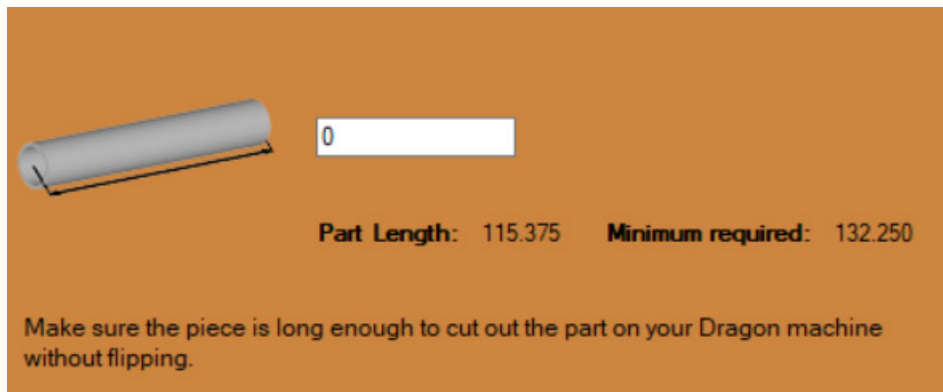 0
Part Length: 115.375 Minimum required: 132.250
Make sure the piece is long enough to cut out the part on your Dragon machine
without flipping.